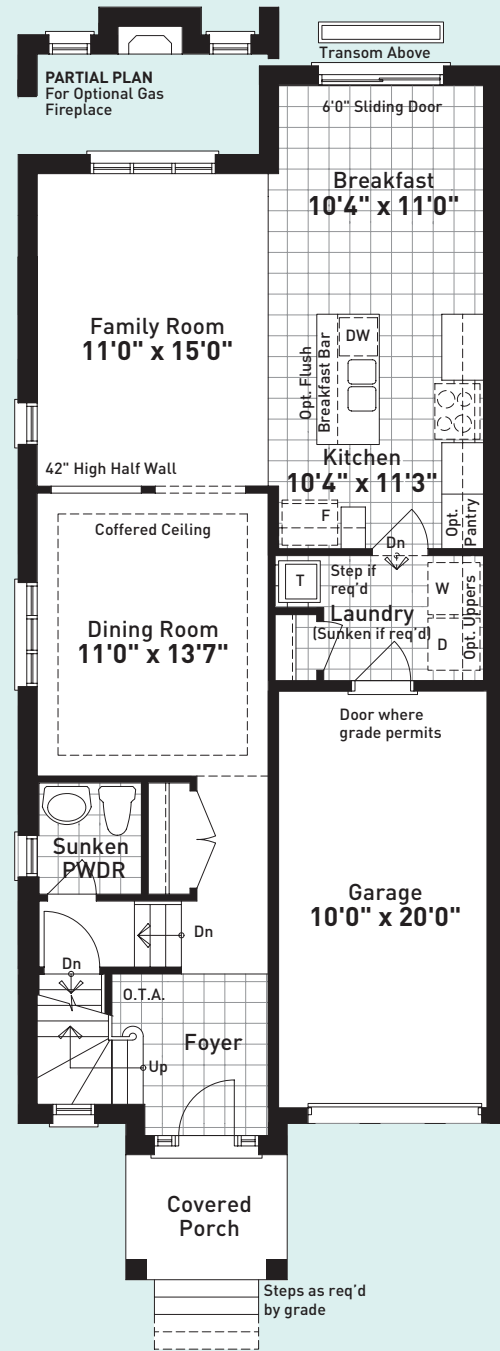 Transom Above
PARTIAL PLAN
For Optional Gas
Fireplace
6'0" Sliding Door
Breakfast
10'4" x 11'0"
Family Room
11'0" x 15'0"
DW
Opt. Flush
Breakfast Bar
Kitchen
10'4" x 11'3"
42" High Half Wall
F
Opt.
Pantry
Dn
Coffered Ceiling
T
Step if
req'd
W
Laundry
(Sunken if req'd)
D
Opt. Uppers
Dining Room
11'0" x 13'7"
Door where
grade permits
Sunken
PWDR
Garage
10'0" x 20'0"
Dn
Dn
O.T.A.
Foyer
Up
Covered
Porch
Steps as req'd
by grade